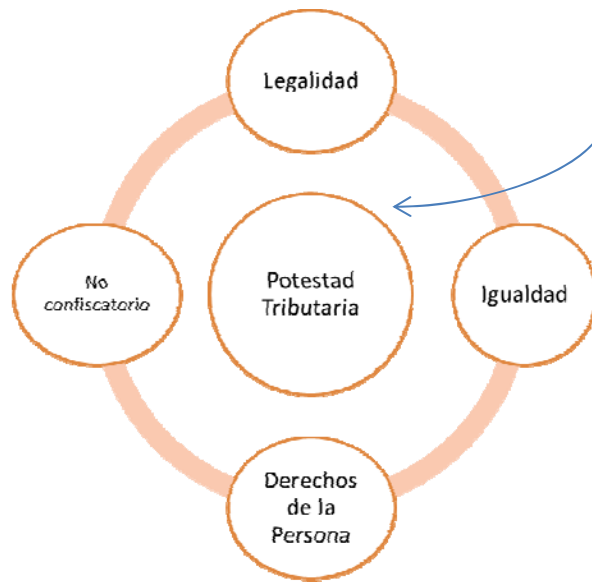 Legalidad
No
confiscatorio
Potestad
Tributaria
Igualdad
Derechos
de la
Persona